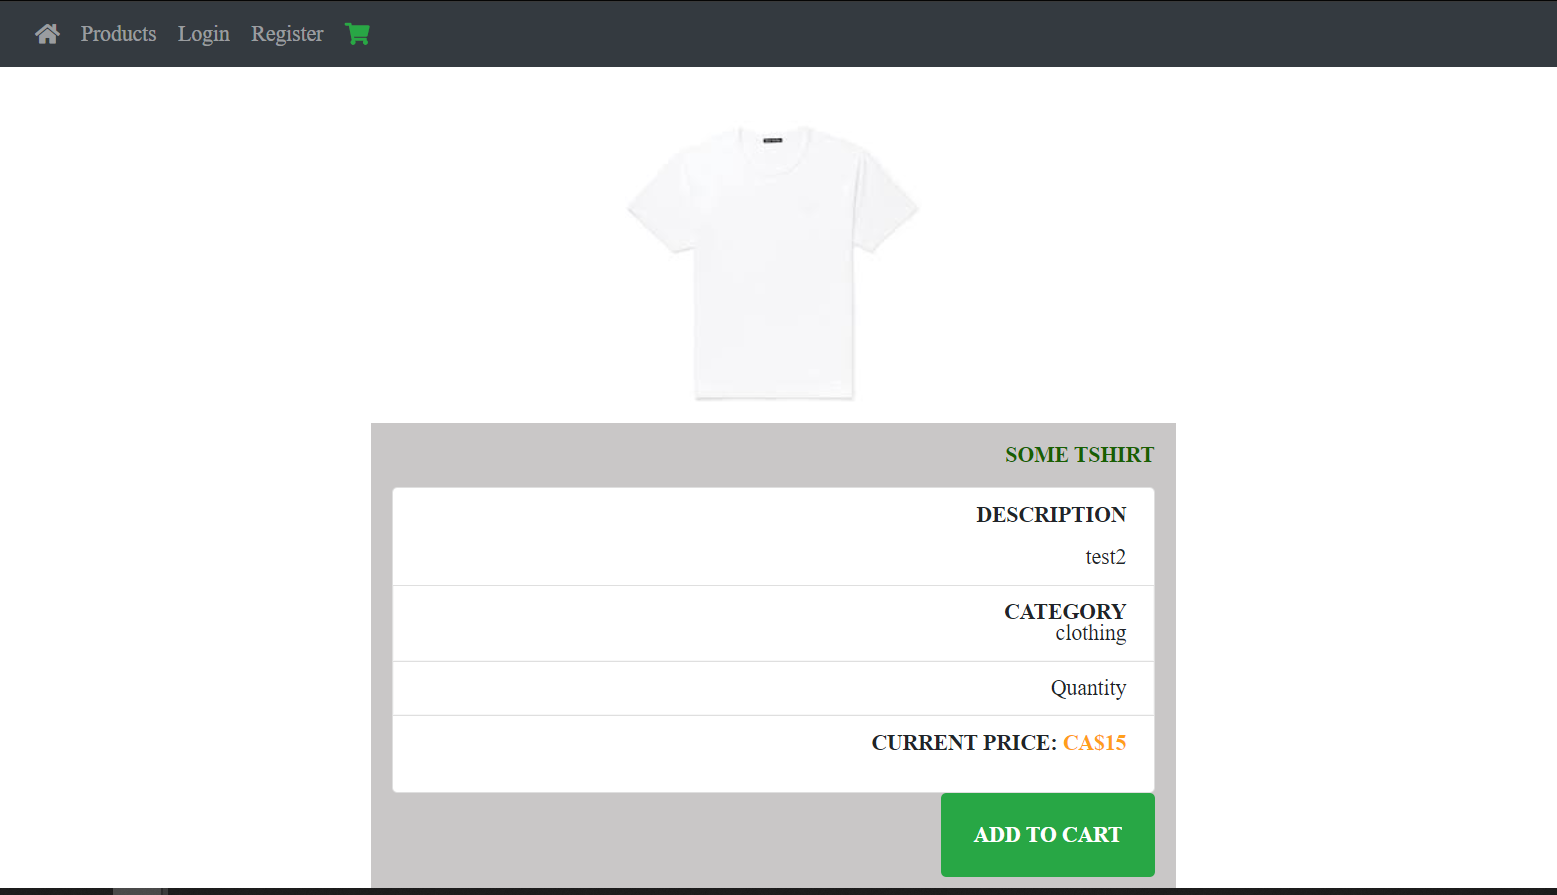 Products Login Register
SOME TSHIRT
DESCRIPTION
test2
CATEGORY
clothing
Quantity
CURRENT PRICE: CA$15
ADD TO CART